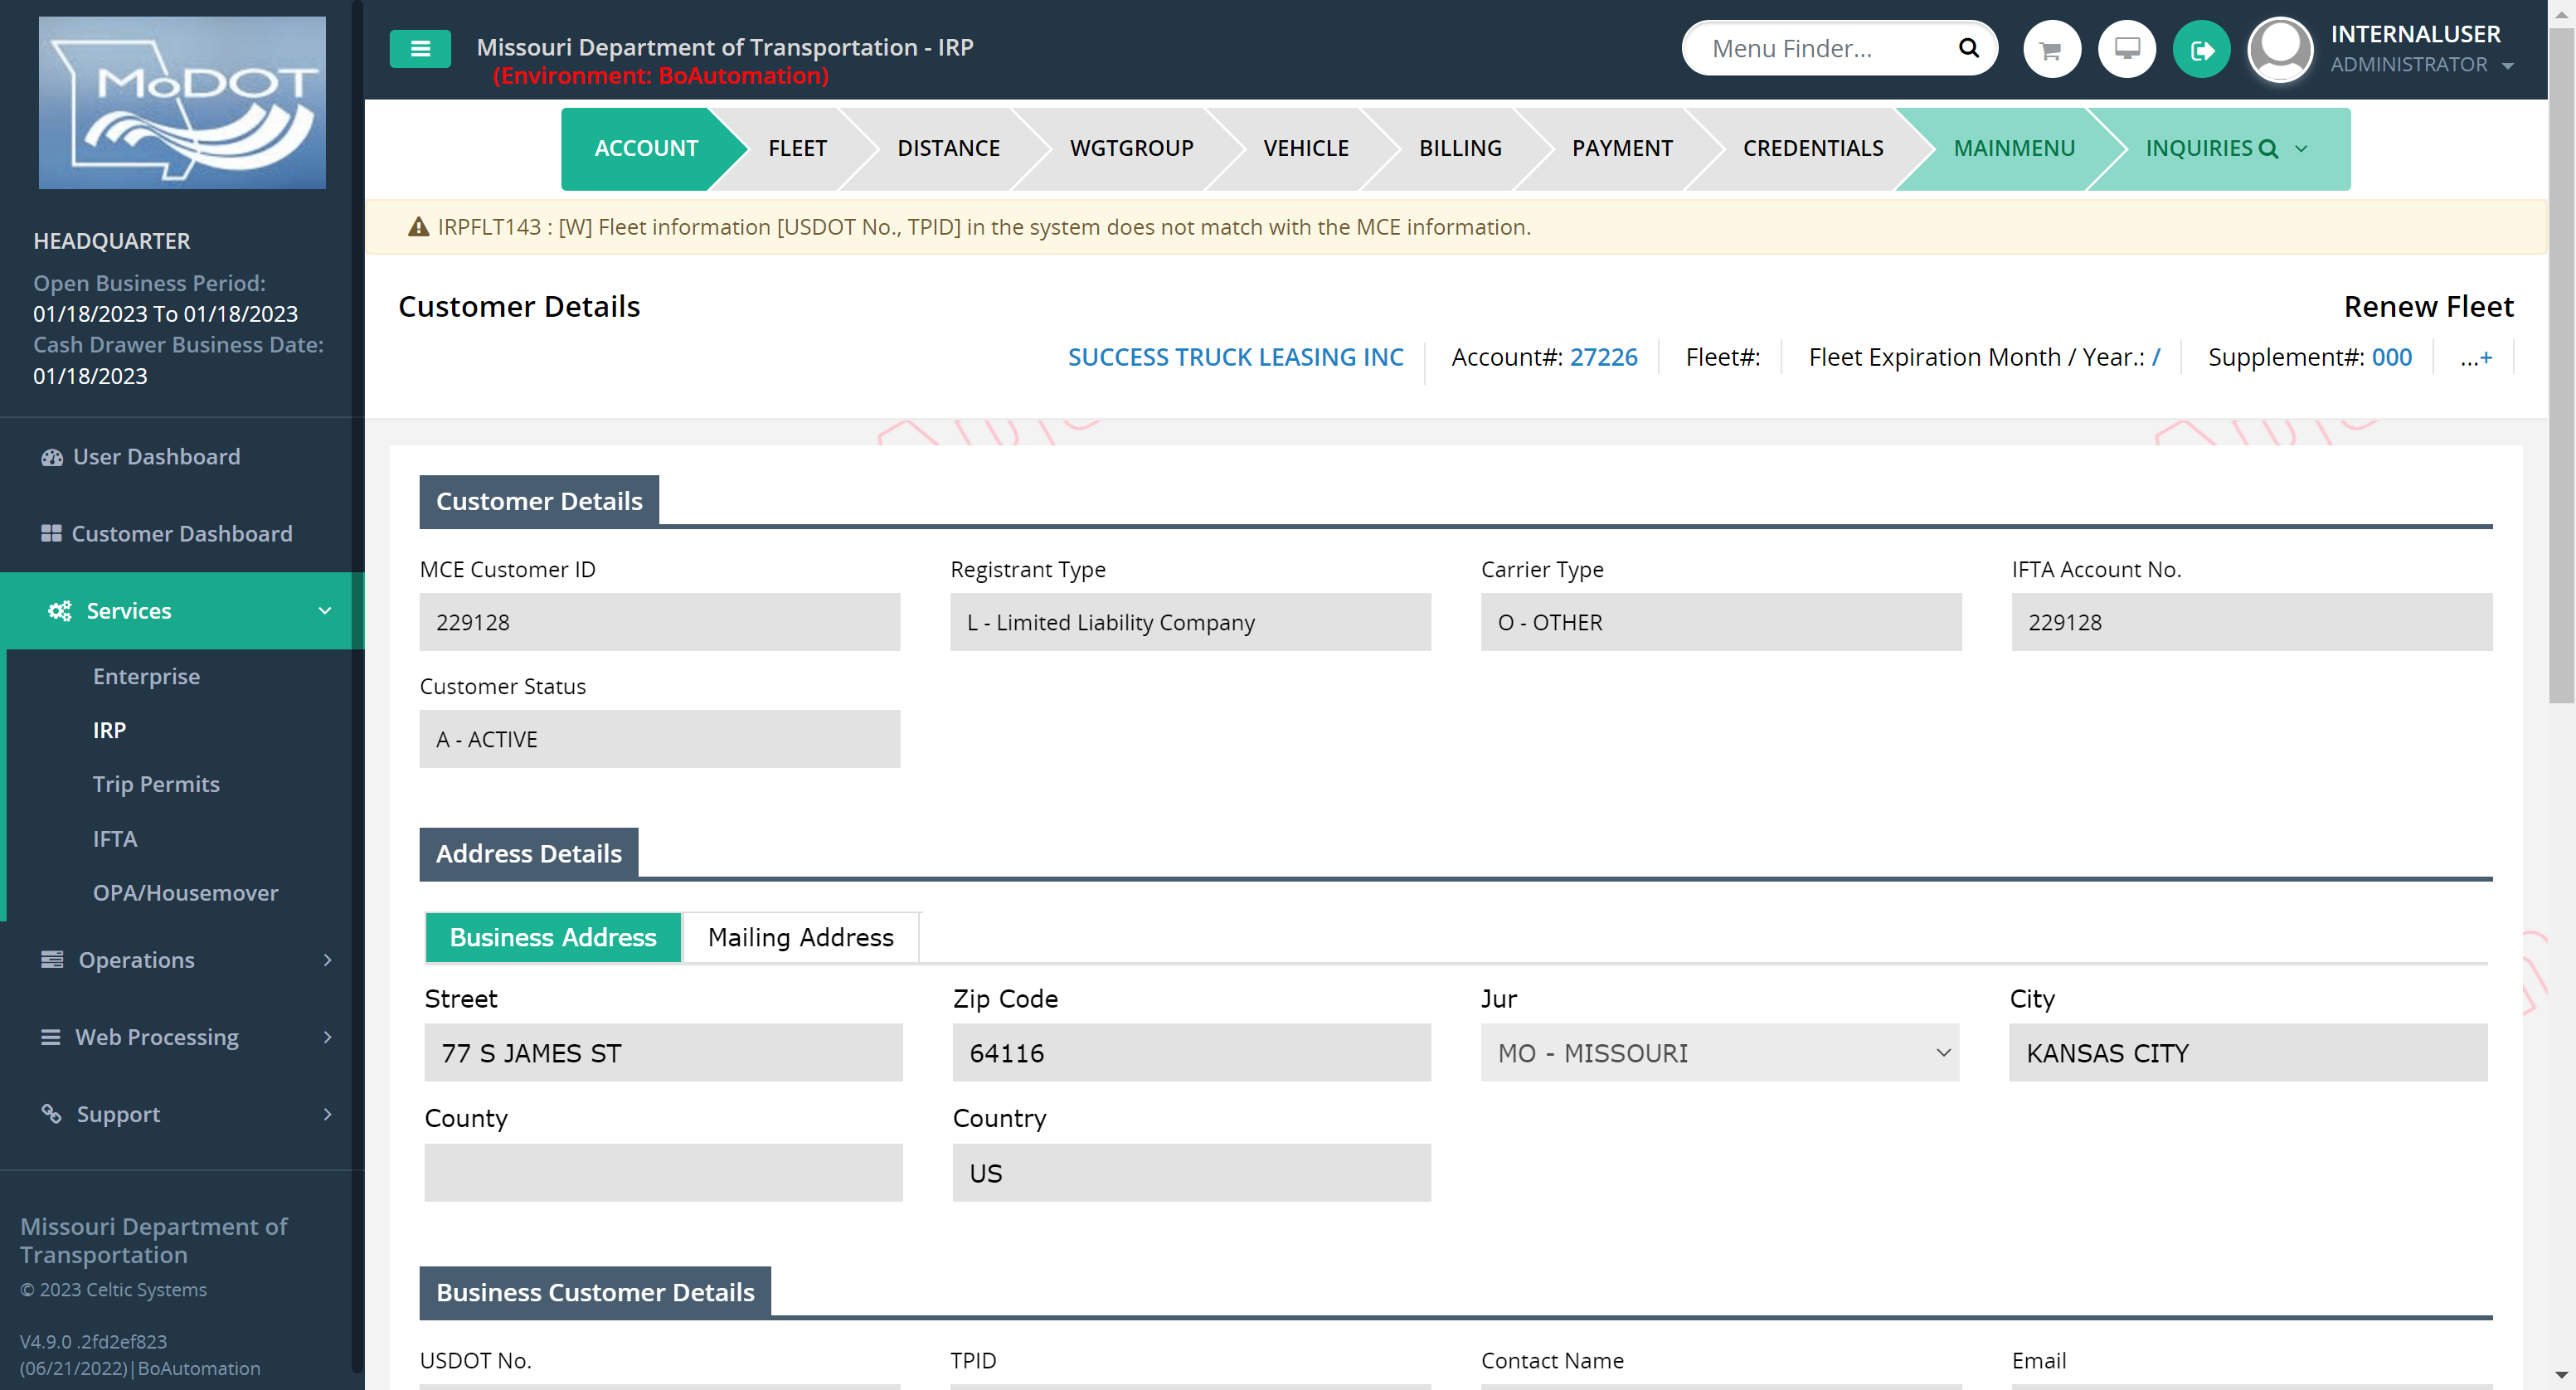 MoDOT
HEADQUARTER
Open Business Period:
01/18/2023 To 01/18/2023
Cash Drawer Business Date:
01/18/2023
User Dashboard
Customer Dashboard
Services
Enterprise
IRP
Trip Permits
IFTA
OPA/Housemover
Operations
Web Processing
Support
Missouri Department of
Transportation
© 2023 Celtic Systems
V4.9.0 .2fd2ef823
(06/21/2022)|BoAutomation
Missouri Department of Transportation - IRP
(Environment: BoAutomation)
Menu Finder...
INTERNALUSER
ADMINISTRATOR
ACCOUNT FLEET DISTANCE WGTGROUP VEHICLE BILLING PAYMENT CREDENTIALS MAINMENU INQUIRIES
IRPFLT143 : [W] Fleet information [USDOT No., TPID] in the system does not match with the MCE information.
Customer Details Renew Fleet
SUCCESS TRUCK LEASING INC Account#: 27226 Fleet#: Fleet Expiration Month / Year.: / Supplement#: 000 ...+
Customer Details
MCE Customer ID Registrant Type Carrier Type IFTA Account No.
229128 L - Limited Liability Company O - OTHER 229128
Customer Status
A - ACTIVE
Address Details
Business Address Mailing Address
Street Zip Code Jur City
77 S JAMES ST 64116 MO - MISSOURI KANSAS CITY
County Country
US
Business Customer Details
USDOT No. TPID Contact Name Email